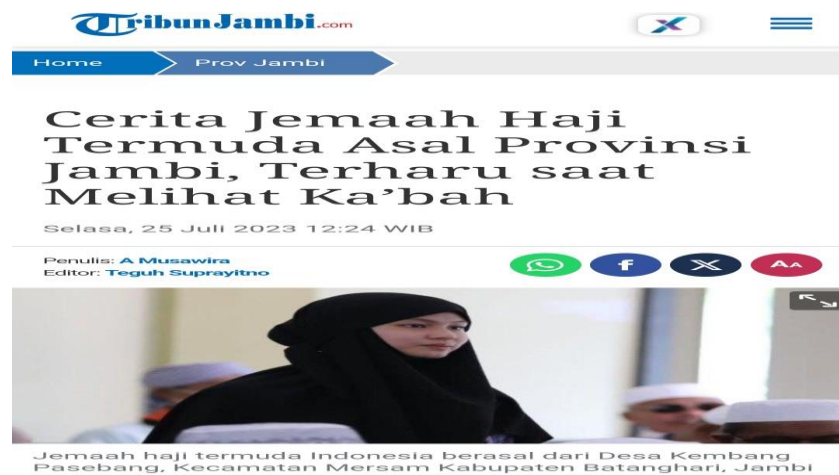 TribunJambi.com
Home Prov Jambi
Cerita Jemaah Haji
Termuda Asal Provinsi
Jambi, Terharu saat
Melihat Ka’bah
Selasa, 25 Juli 2023 12:24 WIB
Penulis: A Musawira
Editor: Teguh Suprayitno
AA
Jemaah haji termuda Indonesia berasal dari Desa Kembang
Paseban, Kecamatan Mersam Kabupaten Batanghari, Jambi